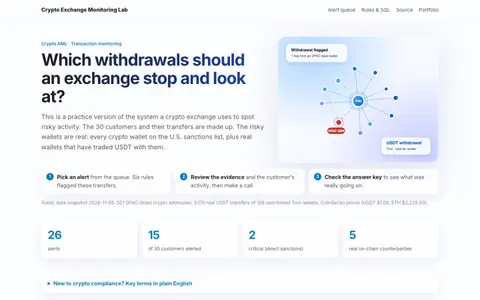 Crypto Exchange Monitoring Lab
Alert queue Rules & SQL Source Portfolio
Crypto AML · Transaction monitoring
Which withdrawals should
an exchange stop and look
at?
This is a practice version of the system a crypto exchange uses to spot
risky activity. The 30 customers and their transfers are made up. The risky
wallets are real: every crypto wallet on the U.S. sanctions list, plus real
wallets that have traded USDT with them.
Withdrawal flagged
USDT withdrawal
1 Pick an alert from the queue. Six rules
flagged these transfers.
2 Review the evidence and the customer's
activity, then make a call.
3 Check the answer key to see what was
really going on.
26
alerts
15
of 30 customers alerted
2
critical (direct sanctions)
5
real on-chain counterparties
New to crypto compliance? Key terms in plain English